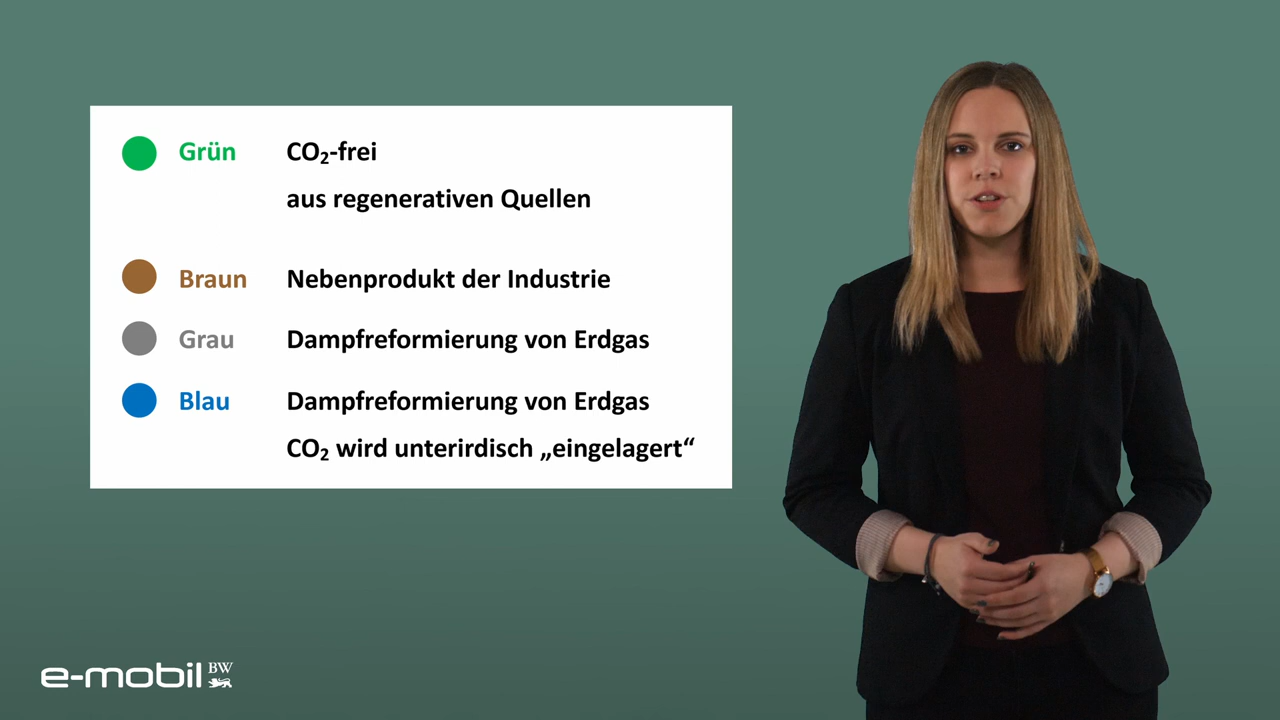 Grün CO₂-frei
aus regenerativen Quellen
Braun Nebenprodukt der Industrie
Grau Dampfreformierung von Erdgas
Blau Dampfreformierung von Erdgas
CO₂ wird unterirdisch „eingelagert“
e-mobil BW